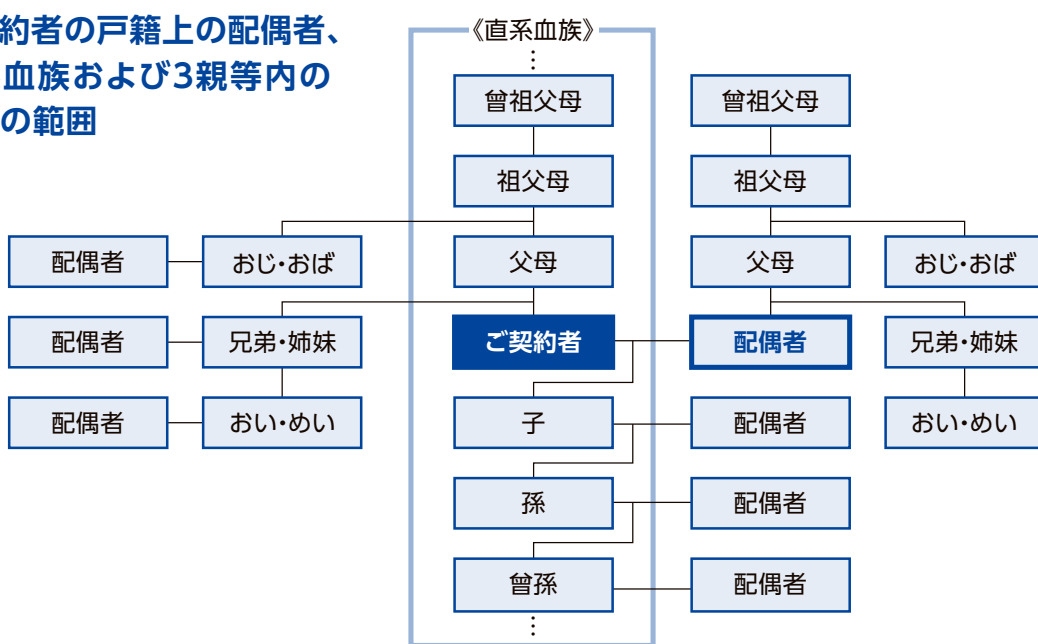 約者の戸籍上の配偶者、
血族および3親等内の
の範囲
《直系血族》
⋮
曾祖父母
曾祖父母
祖父母
祖父母
配偶者
おじ・おば
父母
父母
おじ・おば
配偶者
兄弟・姉妹
ご契約者
配偶者
兄弟・姉妹
配偶者
おい・めい
子
配偶者
おい・めい
孫
配偶者
曾孫
配偶者
⋮